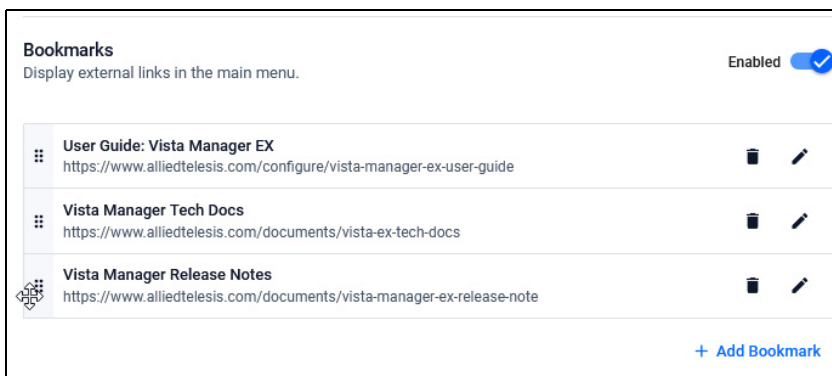 Bookmarks
Display external links in the main menu.
Enabled
User Guide: Vista Manager EX
https://www.alliedtelesis.com/configure/vista-manager-ex-user-guide
Vista Manager Tech Docs
https://www.alliedtelesis.com/documents/vista-ex-tech-docs
Vista Manager Release Notes
https://www.alliedtelesis.com/documents/vista-manager-ex-release-note
+ Add Bookmark